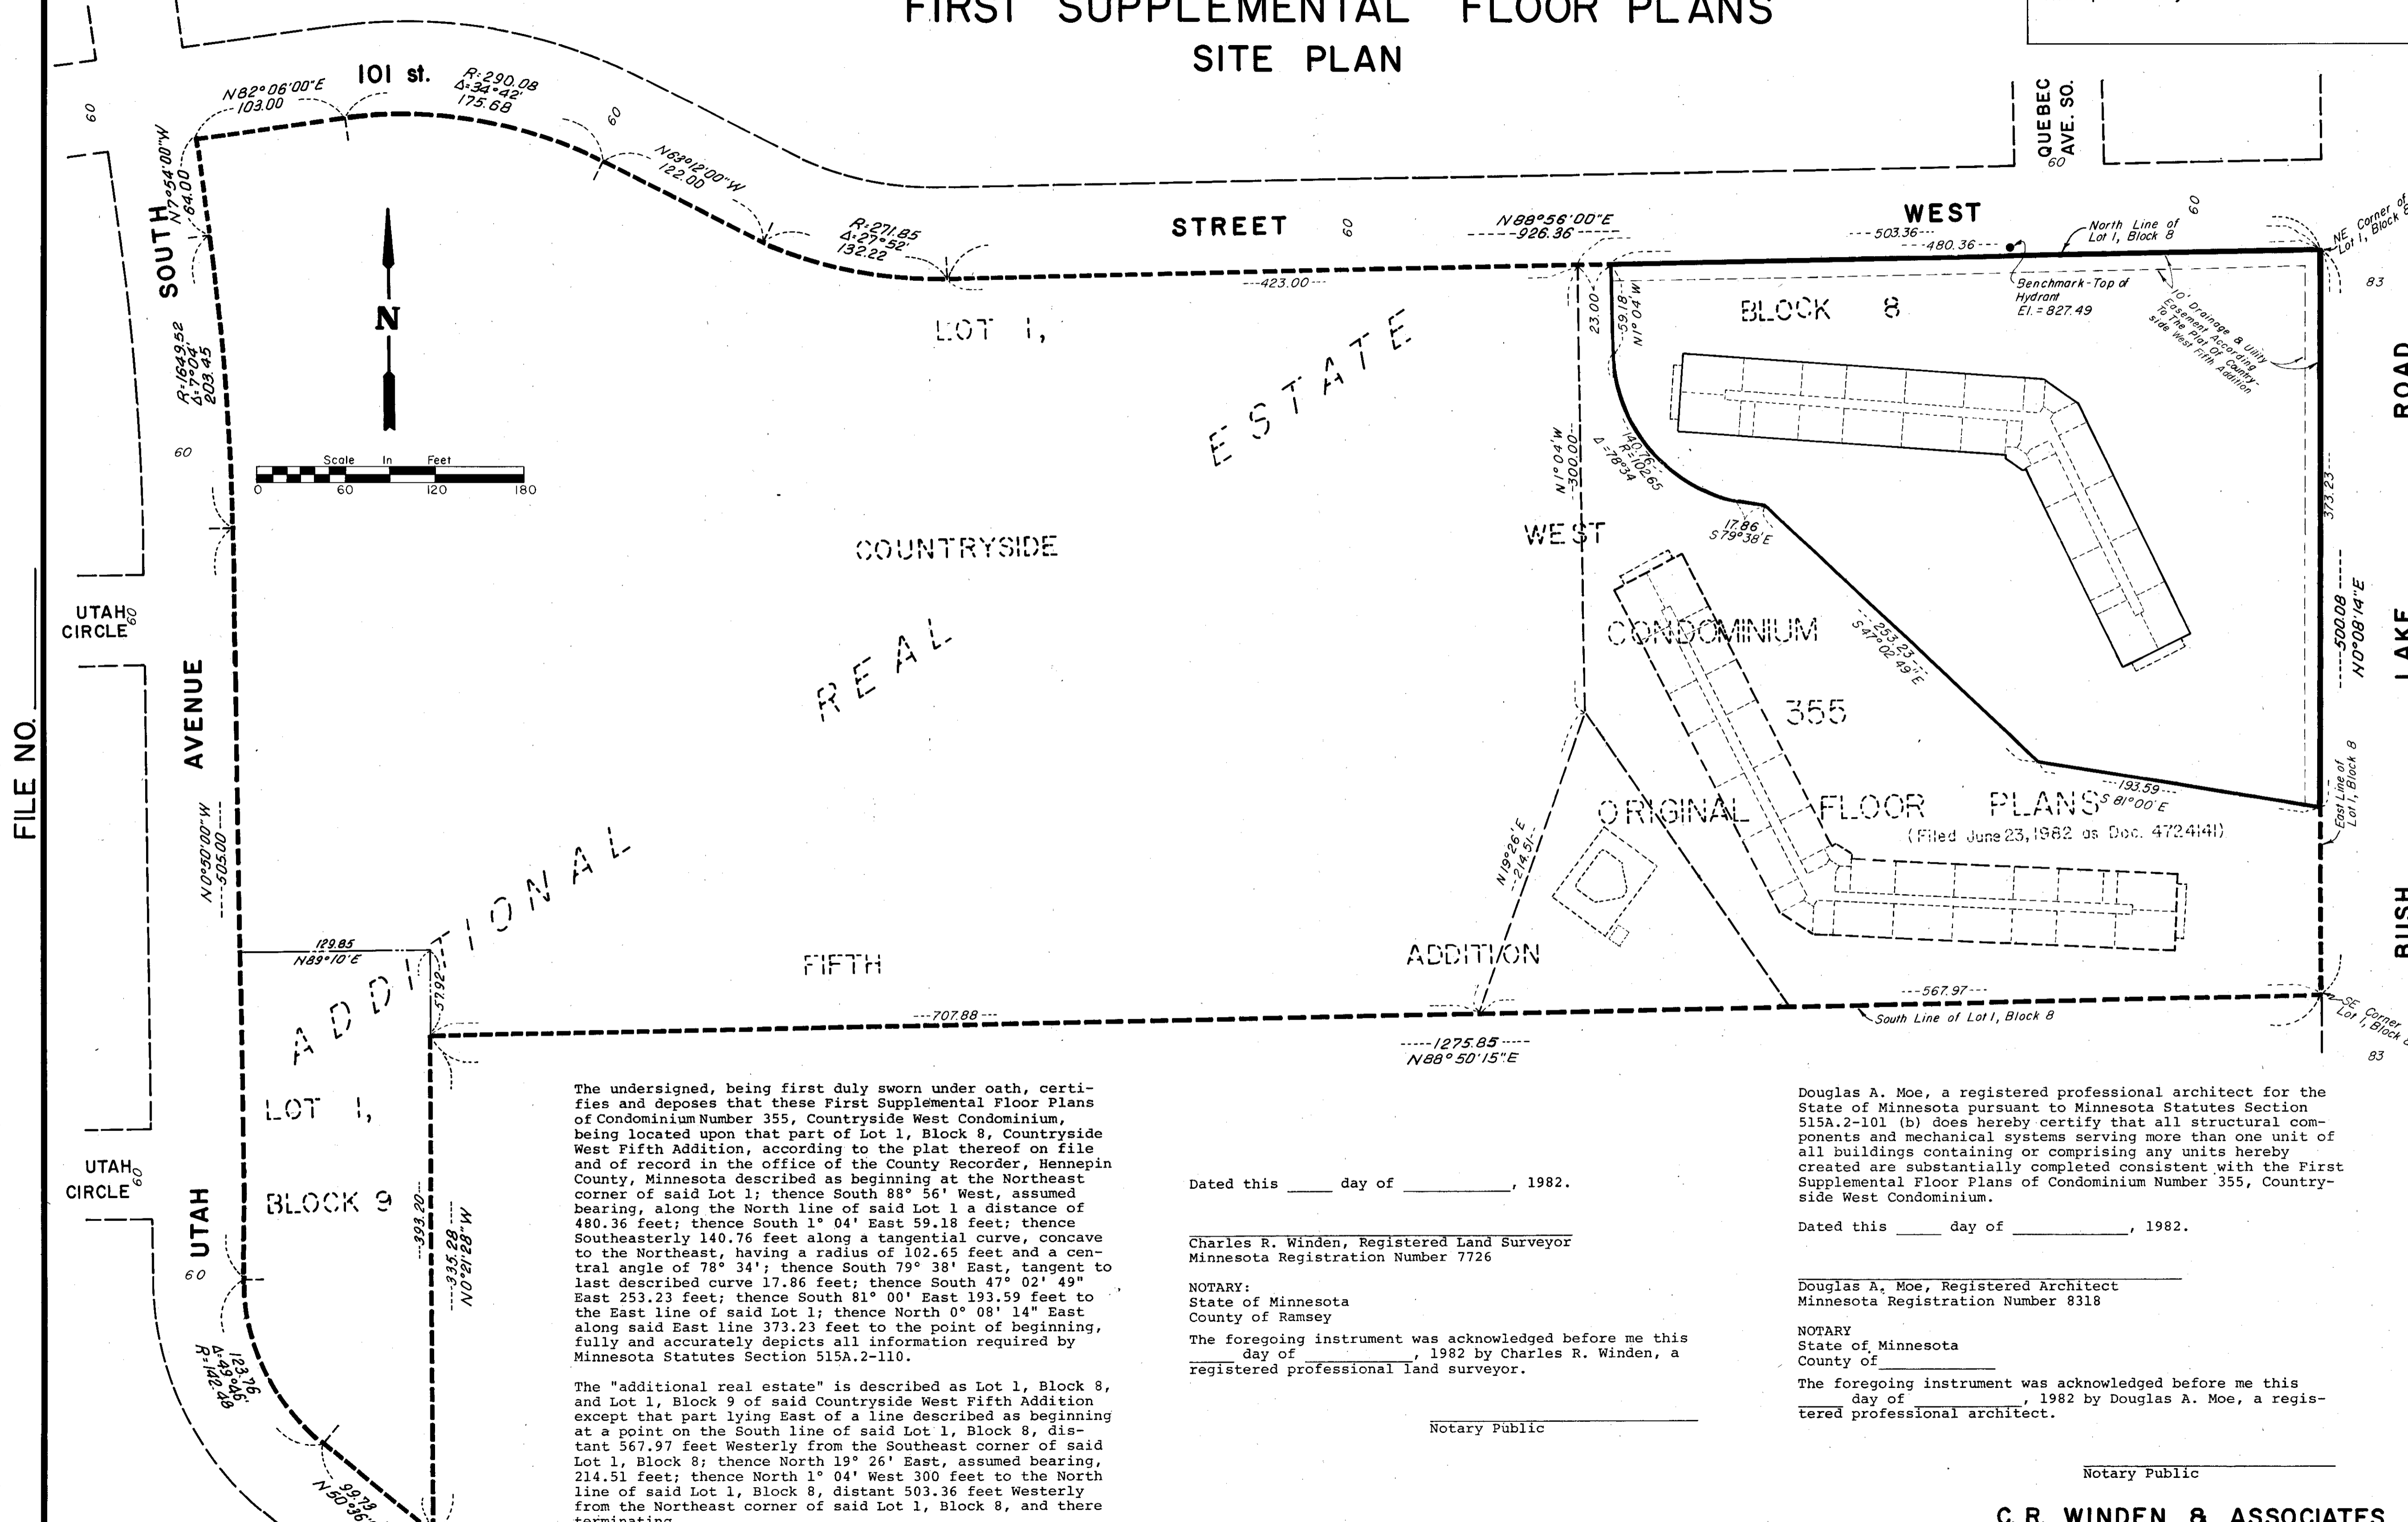 FIRST SUPPLEMENTAL FLOOR PLANS
SITE PLAN
101 st.
N82°06'00"E
103.00
R=290.08
Δ=34°42'
175.68
60
60
N63°12'00"W
122.00
R=271.85
Δ=27°52'
132.22
STREET
60
N88°56'00"E
-----926.36-----
WEST
---503.36---
---480.36---
60
QUEBEC
AVE. SO.
60
North Line of
Lot 1, Block 8
NE Corner of
Lot 1, Block 8
83
Benchmark-Top of
Hydrant
El. = 827.49
10' Drainage & Utility
Easement According
To The Plat Of Country-
side West Fifth Addition
N7°54'00"W
64.00
SOUTH
R=1649.52
Δ=7°04'
203.45
60
N
Scale In Feet
0 60 120 180
---423.00---
LOT 1,
BLOCK 8
23.00
---59.18---
N1°04'W
---140.76---
R=102.65
Δ=78°34'
N1°04'W
---300.00---
17.86
S79°38'E
---253.23---
S47°02'49"E
---193.59---
S 81°00'E
373.23---
-----500.08-----
N0°08'14"E
ROAD
LAKE
BUSH
East Line of
Lot 1, Block 8
ADDITIONAL
REAL
ESTATE
COUNTRYSIDE
WEST
CONDOMINIUM
355
ORIGINAL FLOOR PLANS
(Filed June 23, 1982 as Doc. 4724141)
FIFTH
ADDITION
N19°26'E
---214.51---
FILE NO.
UTAH
CIRCLE
60
AVENUE
N0°50'00"W
-----505.00-----
129.85
N89°10'E
57.92
---707.88---
---567.97---
South Line of Lot 1, Block 8
SE Corner
Lot 1, Block 8
83
-----1275.85-----
N88°50'15"E
LOT 1,
BLOCK 9
UTAH
CIRCLE
60
UTAH
60
---393.20---
---335.28---
N0°21'28"W
123.76
Δ=49°46'
R=142.48
99.79
N50°36'
The undersigned, being first duly sworn under oath, certi-
fies and deposes that these First Supplemental Floor Plans
of Condominium Number 355, Countryside West Condominium,
being located upon that part of Lot 1, Block 8, Countryside
West Fifth Addition, according to the plat thereof on file
and of record in the office of the County Recorder, Hennepin
County, Minnesota described as beginning at the Northeast
corner of said Lot 1; thence South 88° 56' West, assumed
bearing, along the North line of said Lot 1 a distance of
480.36 feet; thence South 1° 04' East 59.18 feet; thence
Southeasterly 140.76 feet along a tangential curve, concave
to the Northeast, having a radius of 102.65 feet and a cen-
tral angle of 78° 34'; thence South 79° 38' East, tangent to
last described curve 17.86 feet; thence South 47° 02' 49"
East 253.23 feet; thence South 81° 00' East 193.59 feet to
the East line of said Lot 1; thence North 0° 08' 14" East
along said East line 373.23 feet to the point of beginning,
fully and accurately depicts all information required by
Minnesota Statutes Section 515A.2-110.
The "additional real estate" is described as Lot 1, Block 8,
and Lot 1, Block 9 of said Countryside West Fifth Addition
except that part lying East of a line described as beginning
at a point on the South line of said Lot 1, Block 8, dis-
tant 567.97 feet Westerly from the Southeast corner of said
Lot 1, Block 8; thence North 19° 26' East, assumed bearing,
214.51 feet; thence North 1° 04' West 300 feet to the North
line of said Lot 1, Block 8, distant 503.36 feet Westerly
from the Northeast corner of said Lot 1, Block 8, and there
terminating
Dated this _____ day of ___________, 1982.
Charles R. Winden, Registered Land Surveyor
Minnesota Registration Number 7726
NOTARY:
State of Minnesota
County of Ramsey
The foregoing instrument was acknowledged before me this
_____ day of ___________, 1982 by Charles R. Winden, a
registered professional land surveyor.
Notary Public
Douglas A. Moe, a registered professional architect for the
State of Minnesota pursuant to Minnesota Statutes Section
515A.2-101 (b) does hereby certify that all structural com-
ponents and mechanical systems serving more than one unit of
all buildings containing or comprising any units hereby
created are substantially completed consistent with the First
Supplemental Floor Plans of Condominium Number 355, Country-
side West Condominium.
Dated this _____ day of ____________, 1982.
Douglas A. Moe, Registered Architect
Minnesota Registration Number 8318
NOTARY
State of Minnesota
County of____________
The foregoing instrument was acknowledged before me this
_____ day of ___________, 1982 by Douglas A. Moe, a regis-
tered professional architect.
Notary Public
C.R. WINDEN & ASSOCIATES